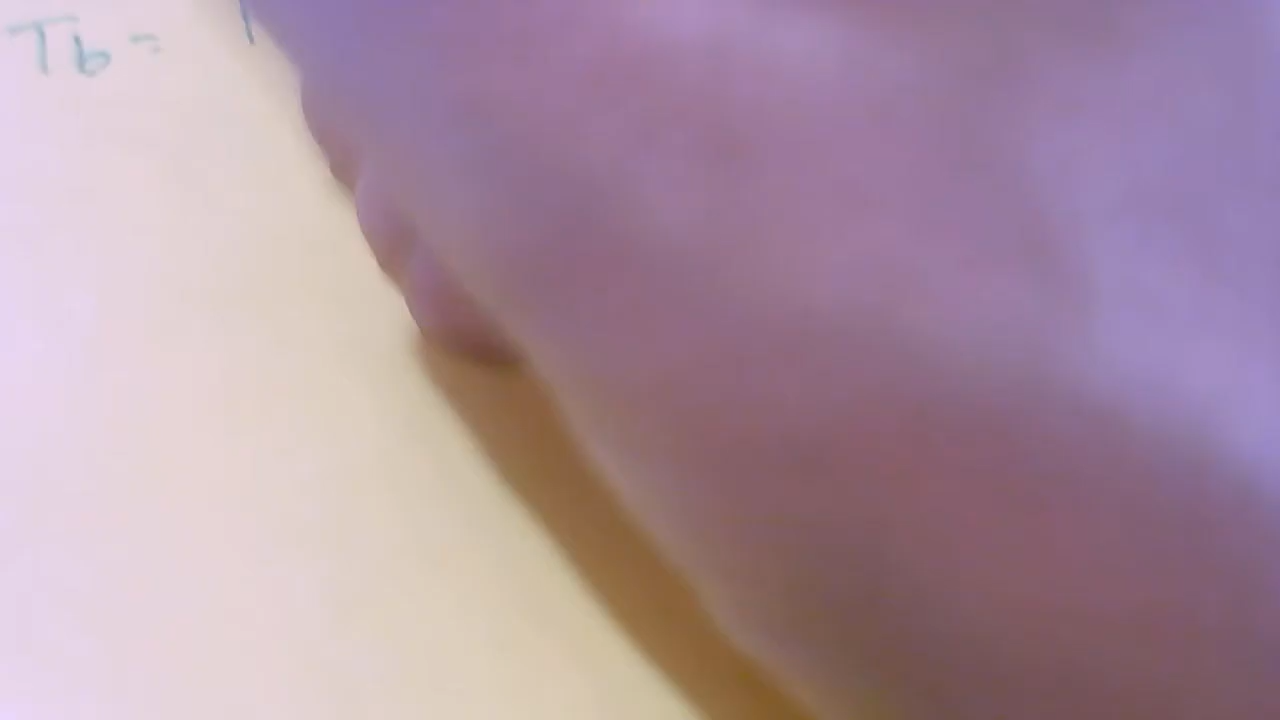 Tb =